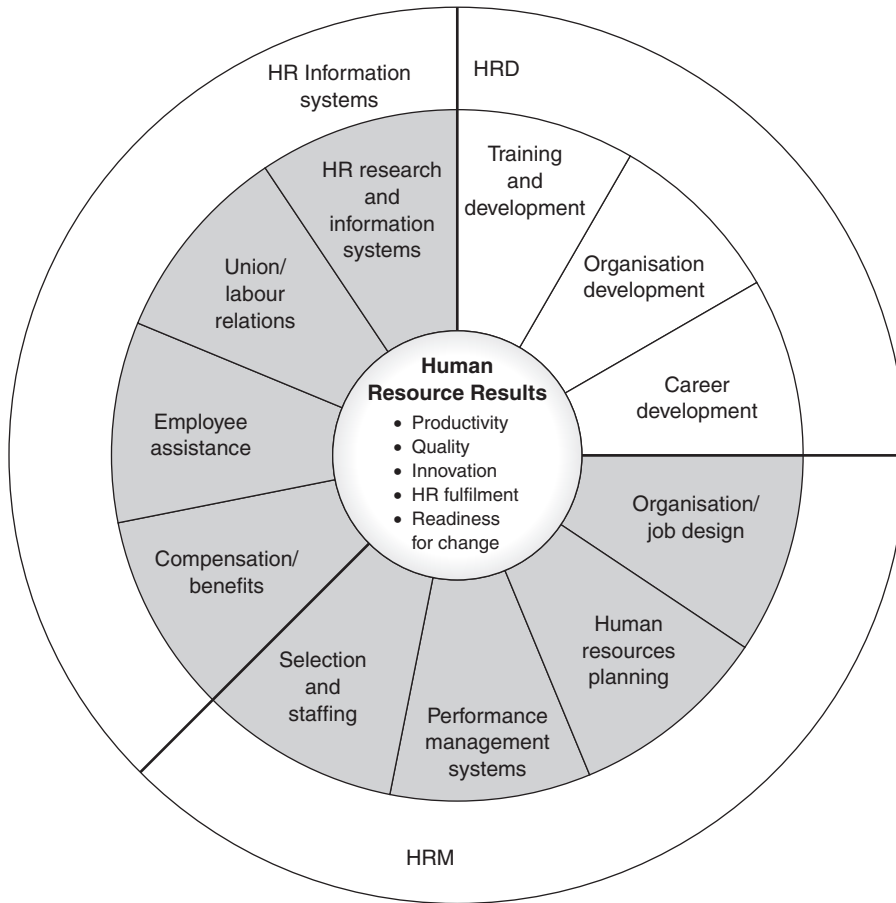 HR Information
systems
HRD
HR research
and
information
systems
Training
and
development
Organisation
development
Career
development
Organisation/
job design
Human
resources
planning
Performance
management
systems
Selection
and
staffing
Compensation/
benefits
Employee
assistance
Union/
labour
relations
Human
Resource Results
• Productivity
• Quality
• Innovation
• HR fulfilment
• Readiness
for change
HRM